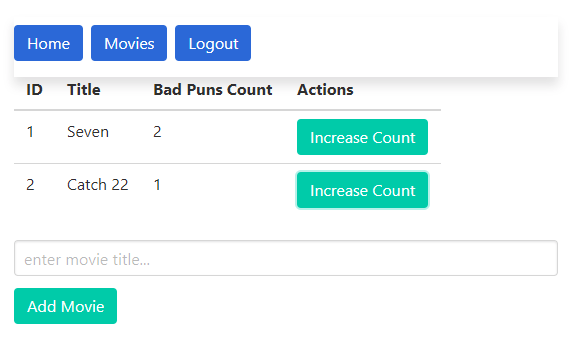 Home Movies Logout
ID Title Bad Puns Count Actions
1 Seven 2 Increase Count
2 Catch 22 1 Increase Count
enter movie title...
Add Movie